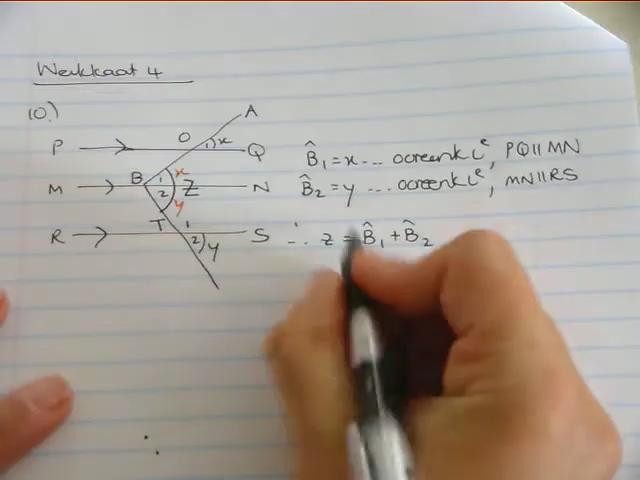 Werkkaart 4
10.)
A
P O 1 x Q
M B 1 x 2 z N
y
T 1
R 2 y S
B̂1 = x ... ooreenk ∠e, PQ||MN
B̂2 = y ... ooreenk ∠e, MN||RS
∴ z = B̂1 + B̂2